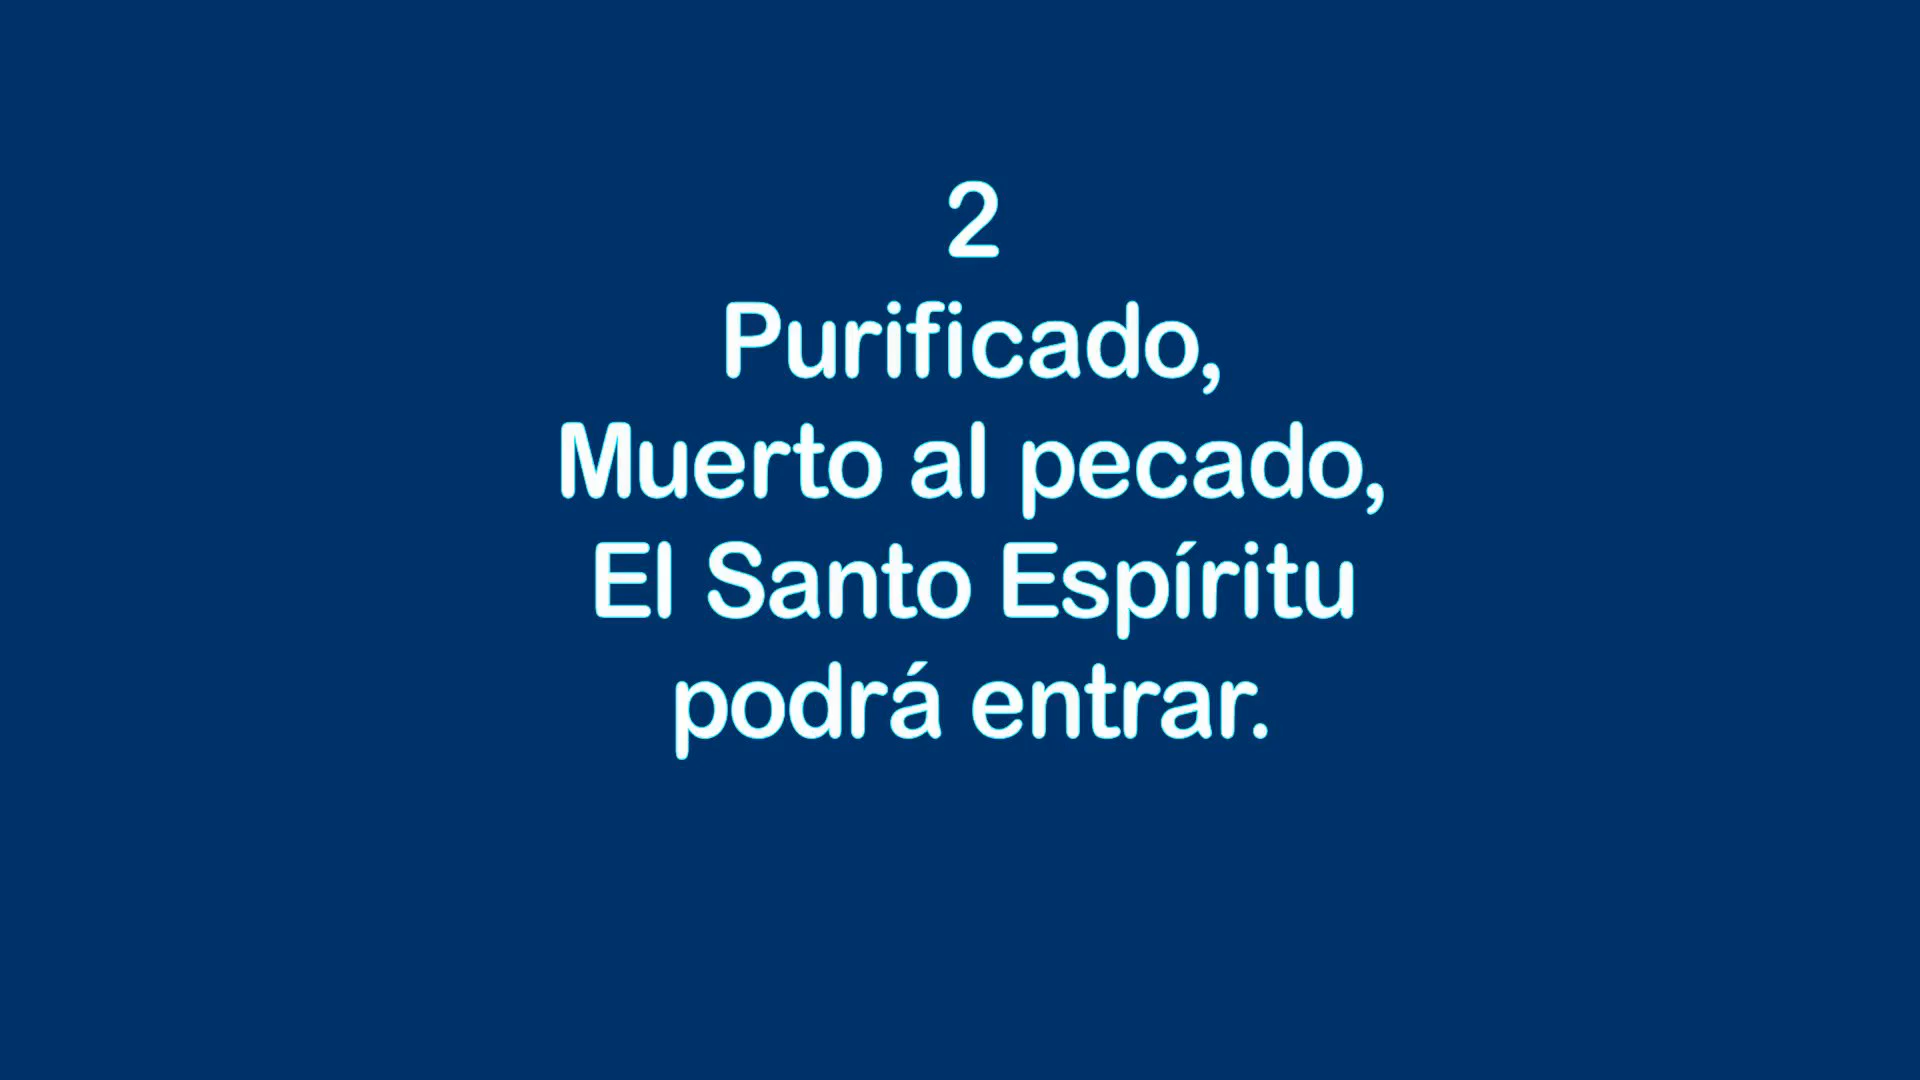 2
Purificado,
Muerto al pecado,
El Santo Espíritu
podrá entrar.